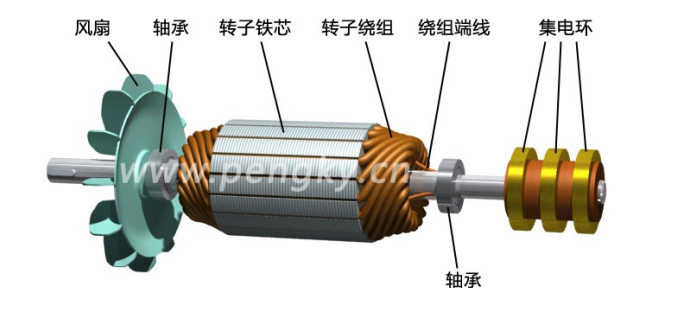 风扇
轴承
转子铁芯
转子绕组
绕组端线
集电环
www.pengky.cn
轴承